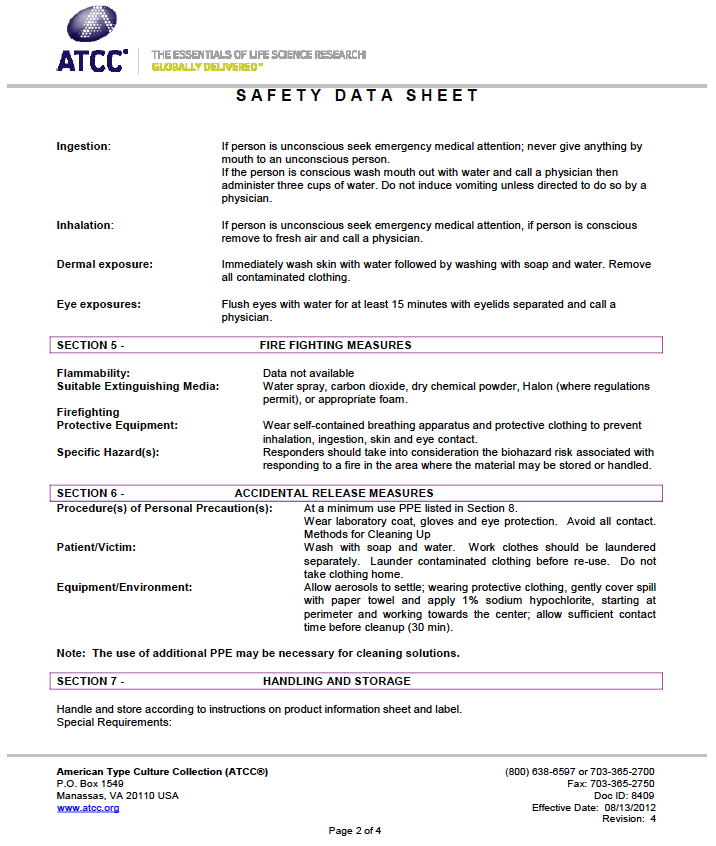 ATCC®
THE ESSENTIALS OF LIFE SCIENCE RESEARCH
GLOBALLY DELIVERED™
SAFETY DATA SHEET
Ingestion: If person is unconscious seek emergency medical attention; never give anything by
mouth to an unconscious person.
If the person is conscious wash mouth out with water and call a physician then
administer three cups of water. Do not induce vomiting unless directed to do so by a
physician.
Inhalation: If person is unconscious seek emergency medical attention, if person is conscious
remove to fresh air and call a physician.
Dermal exposure: Immediately wash skin with water followed by washing with soap and water. Remove
all contaminated clothing.
Eye exposures: Flush eyes with water for at least 15 minutes with eyelids separated and call a
physician.
SECTION 5 - FIRE FIGHTING MEASURES
Flammability: Data not available
Suitable Extinguishing Media: Water spray, carbon dioxide, dry chemical powder, Halon (where regulations
permit), or appropriate foam.
Firefighting
Protective Equipment: Wear self-contained breathing apparatus and protective clothing to prevent
inhalation, ingestion, skin and eye contact.
Specific Hazard(s): Responders should take into consideration the biohazard risk associated with
responding to a fire in the area where the material may be stored or handled.
SECTION 6 - ACCIDENTAL RELEASE MEASURES
Procedure(s) of Personal Precaution(s): At a minimum use PPE listed in Section 8.
Wear laboratory coat, gloves and eye protection. Avoid all contact.
Methods for Cleaning Up
Patient/Victim: Wash with soap and water. Work clothes should be laundered
separately. Launder contaminated clothing before re-use. Do not
take clothing home.
Equipment/Environment: Allow aerosols to settle; wearing protective clothing, gently cover spill
with paper towel and apply 1% sodium hypochlorite, starting at
perimeter and working towards the center; allow sufficient contact
time before cleanup (30 min).
Note: The use of additional PPE may be necessary for cleaning solutions.
SECTION 7 - HANDLING AND STORAGE
Handle and store according to instructions on product information sheet and label.
Special Requirements:
American Type Culture Collection (ATCC®) (800) 638-6597 or 703-365-2700
P.O. Box 1549 Fax: 703-365-2750
Manassas, VA 20110 USA Doc ID: 8409
www.atcc.org Effective Date: 08/13/2012
Revision: 4
Page 2 of 4